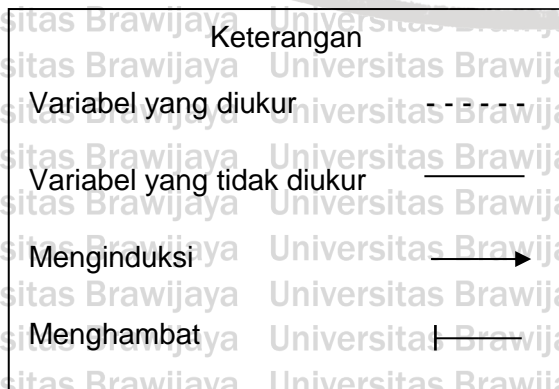 Keterangan
Variabel yang diukur - - - - - -
Variabel yang tidak diukur
Menginduksi
Menghambat